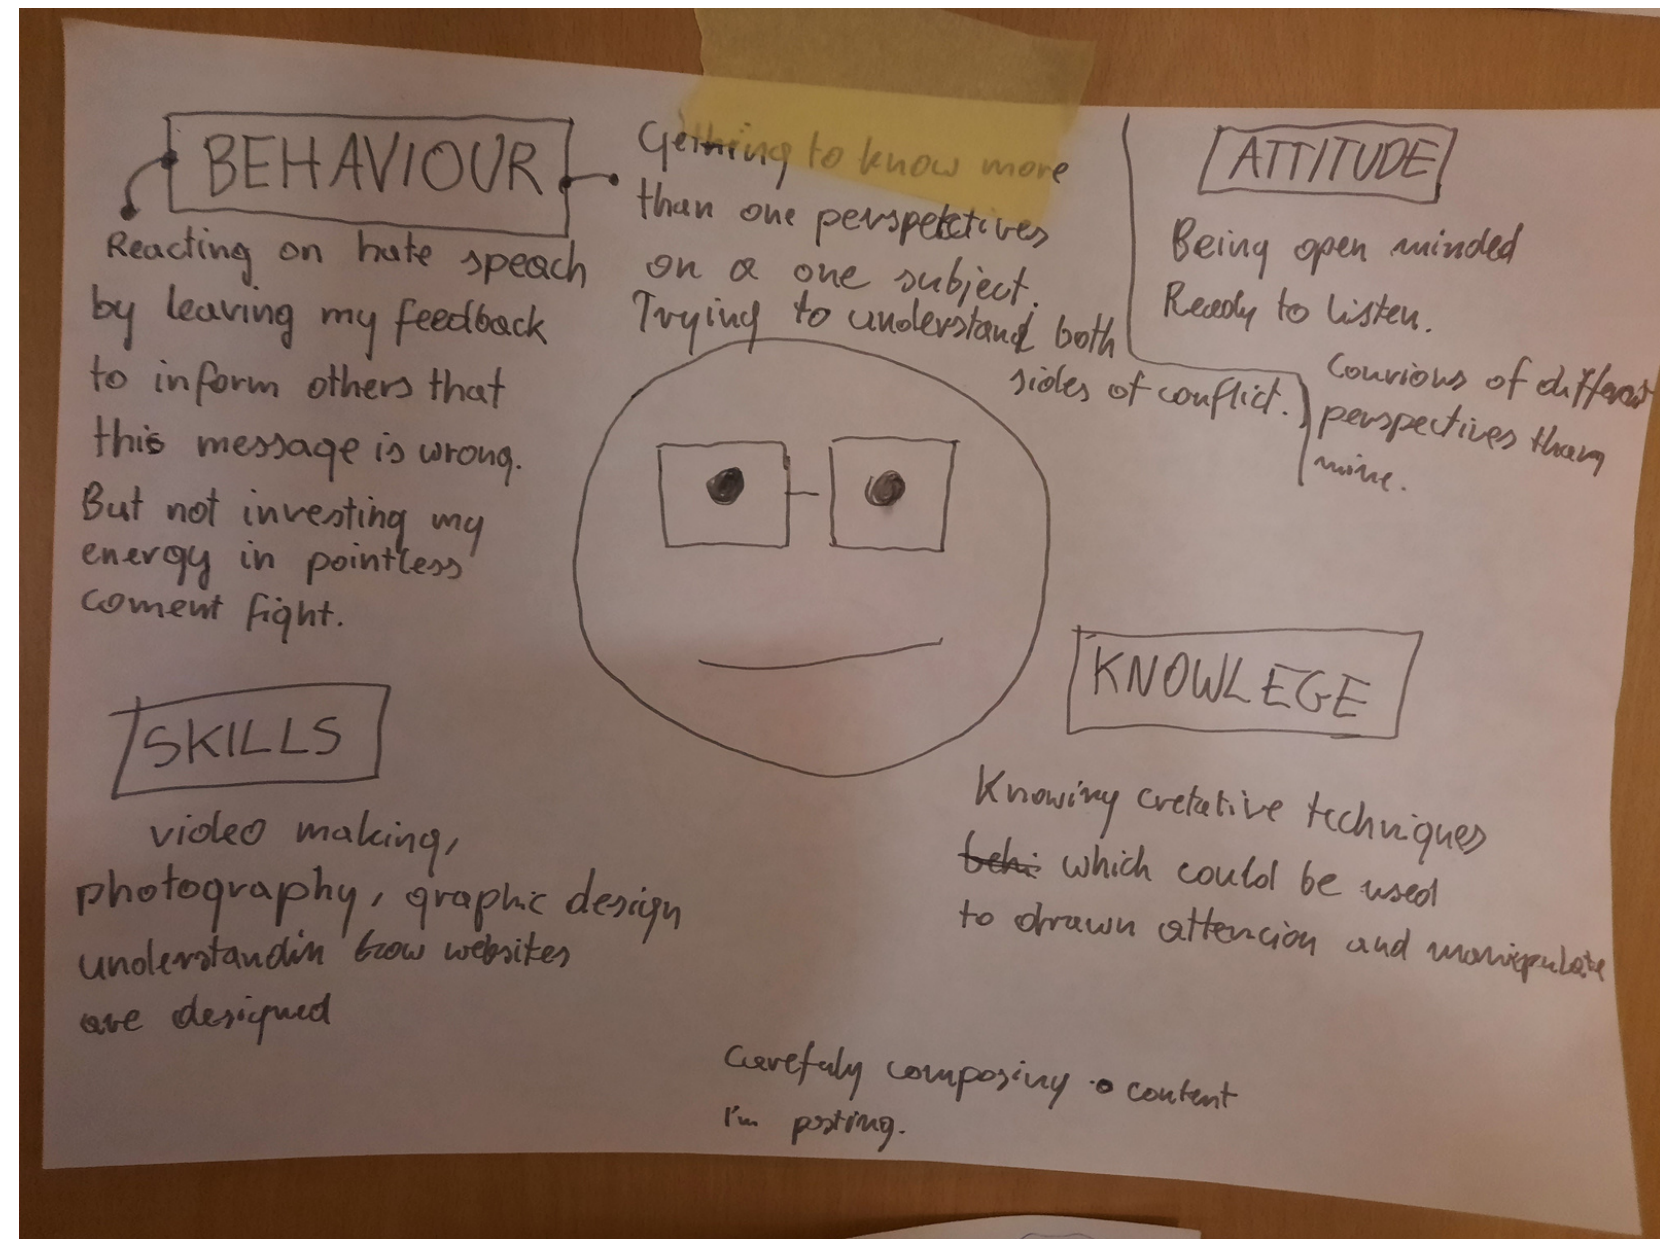 BEHAVIOUR
Reacting on hate speach
by leaving my feedback
to inform others that
this message is wrong.
But not investing my
energy in pointless
coment fight.
Gething to know more
than one perspectives
on a one subject.
Trying to understand both
sides of conflict.
ATTITUDE
Being open minded
Ready to listen.
Courious of different
perspectives than
mine.
SKILLS
video making,
photography, graphic design
understandin how websites
are designed
KNOWLEGE
Knowing cretative techniques
behi which could be used
to drawn attencion and manipulate
Carefuly composing content
I'm posting.